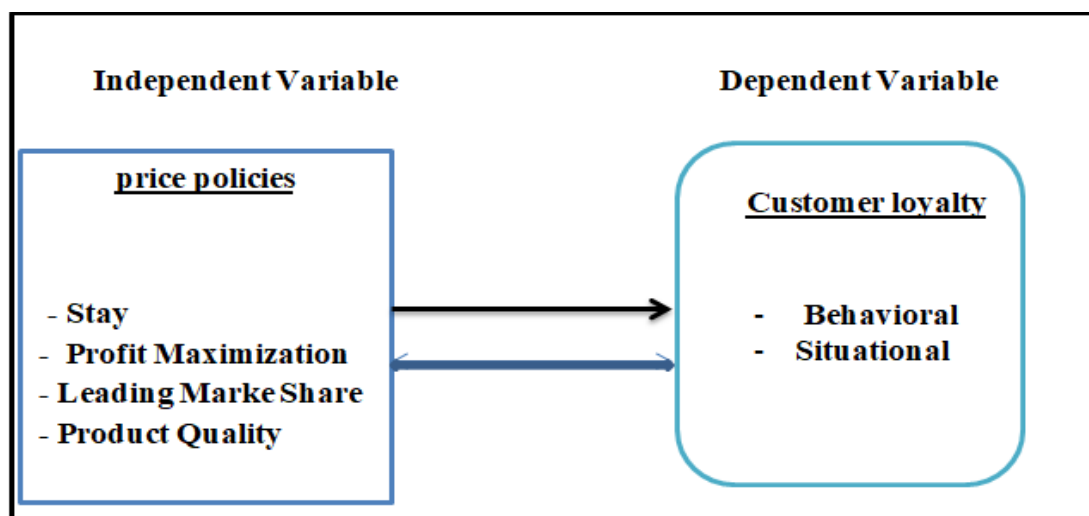 Independent Variable
Dependent Variable
price policies
- Stay
- Profit Maximization
- Leading Marke Share
- Product Quality
Customer loyalty
- Behavioral
- Situational